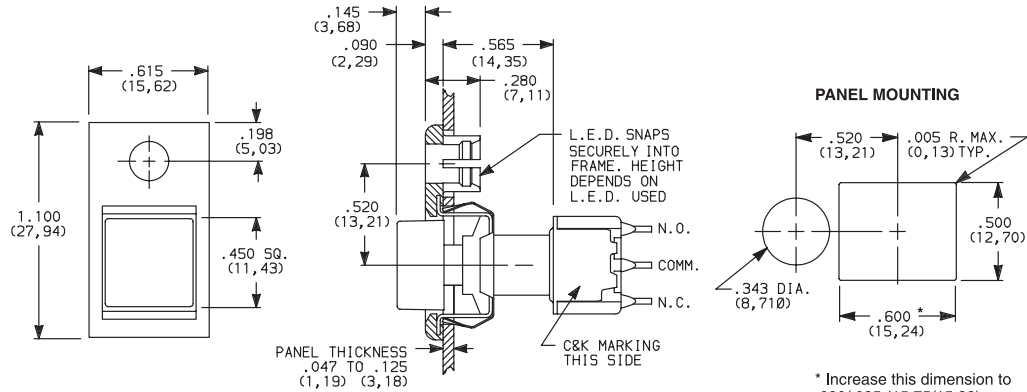 .615
(15,62)
.198
(5,03)
1.100
(27,94)
.450 SQ.
(11,43)
.145
(3,68)
.090
(2,29)
.565
(14,35)
.280
(7,11)
L.E.D. SNAPS
SECURELY INTO
FRAME. HEIGHT
DEPENDS ON
L.E.D. USED
.520
(13,21)
N.O.
COMM.
N.C.
PANEL THICKNESS
.047 TO .125
(1,19) (3,18)
C&K MARKING
THIS SIDE
PANEL MOUNTING
.520
(13,21)
.005 R. MAX.
(0,13) TYP.
.500
(12,70)
.343 DIA.
(8,710)
.600 *
(15,24)
* Increase this dimension to